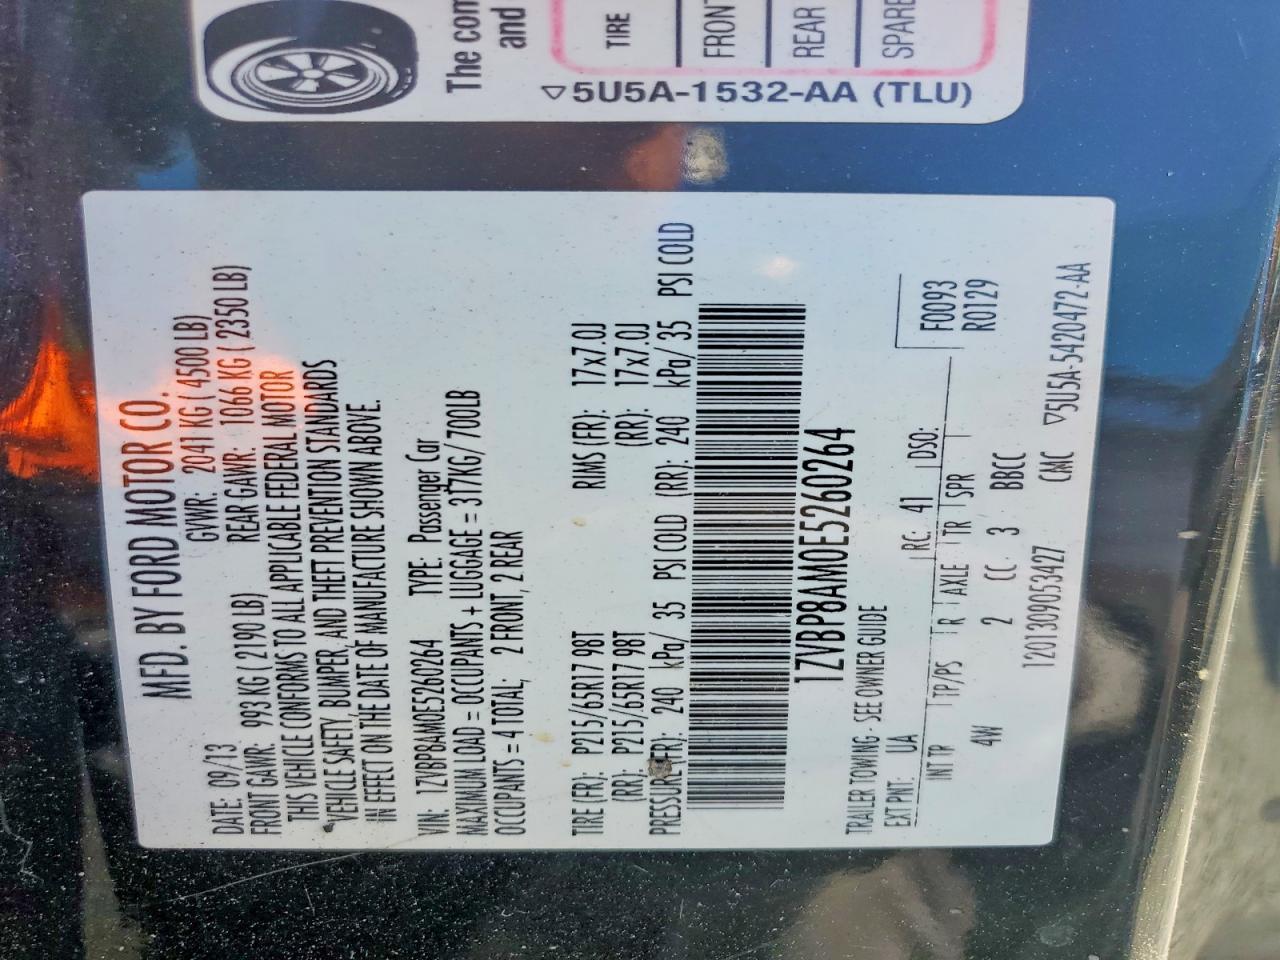 The com
and
TIRE
FRONT
REAR
SPARE
▽5U5A-1532-AA (TLU)
MFD. BY FORD MOTOR CO.
DATE: 09/13 GVWR: 2041 KG ( 4500 LB)
FRONT GAWR: 993 KG ( 2190 LB) REAR GAWR: 1066 KG ( 2350 LB)
THIS VEHICLE CONFORMS TO ALL APPLICABLE FEDERAL MOTOR
VEHICLE SAFETY, BUMPER, AND THEFT PREVENTION STANDARDS
IN EFFECT ON THE DATE OF MANUFACTURE SHOWN ABOVE.
VIN: 1ZVBP8AM0E5260264 TYPE: Passenger Car
MAXIMUM LOAD = OCCUPANTS + LUGGAGE = 317KG/700LB
OCCUPANTS = 4 TOTAL; 2 FRONT, 2 REAR
TIRE (FR): P215/65R17 98T RIMS (FR): 17x7.0J
(RR): P215/65R17 98T (RR): 17x7.0J
PRESSURE (FR): 240 kPa/ 35 PSI COLD (RR): 240 kPa/ 35 PSI COLD
1ZVBP8AM0E5260264
TRAILER TOWING - SEE OWNER GUIDE
EXT PNT: UA RC: 41 DSO: F0093
R0129
INT TR TP/PS R AXLE TR SPR
4W 2 CC 3 BBCC
1201309053427 CMC ▽5U5A-5420472-AA